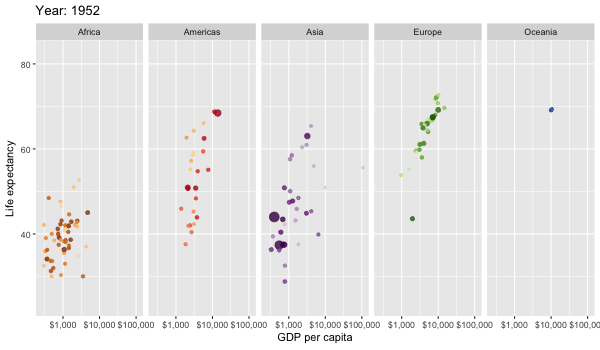 Year: 1952
Africa Americas Asia Europe Oceania
80
60
40
$1,000 $10,000 $100,000 $1,000 $10,000 $100,000 $1,000 $10,000 $100,000 $1,000 $10,000 $100,000 $1,000 $10,000 $100,000
GDP per capita
Life expectancy